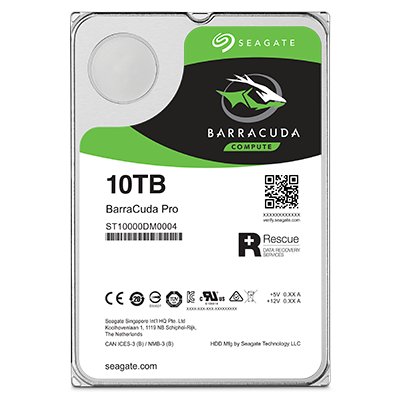 SEAGATE
BARRACUDA
COMPUTE
10TB
BarraCuda Pro
ST10000DM0004
XXXXXXXXXXXX
verify.seagate.com
R Rescue
DATA RECOVERY
SERVICES
+5V 0.XX A
+12V 0.XX A
Seagate Singapore Int'l HQ Pte. Ltd
Koolhovenlaan 1, 1119 NB Schiphol-Rijk,
The Netherlands
CAN ICES-3 (B) / NMB-3 (B)
HDD Mfg by Seagate Technology LLC
seagate.com